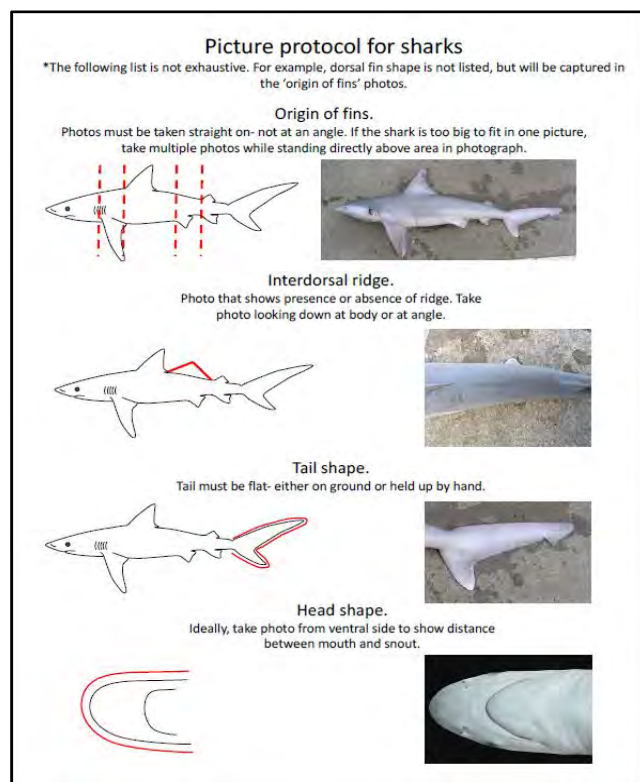 Picture protocol for sharks
*The following list is not exhaustive. For example, dorsal fin shape is not listed, but will be captured in
the 'origin of fins' photos.
Origin of fins.
Photos must be taken straight on- not at an angle. If the shark is too big to fit in one picture,
take multiple photos while standing directly above area in photograph.
Interdorsal ridge.
Photo that shows presence or absence of ridge. Take
photo looking down at body or at angle.
Tail shape.
Tail must be flat- either on ground or held up by hand.
Head shape.
Ideally, take photo from ventral side to show distance
between mouth and snout.